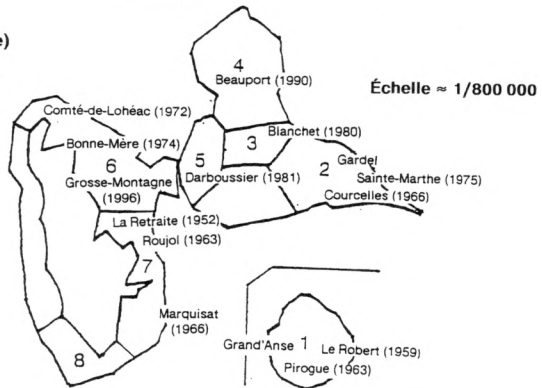 e)
4
Beauport (1990)
Échelle ≈ 1/800 000
Comté-de-Lohéac (1972)
Blanchet (1980)
Bonne-Mère (1974)
3
5
Gardel
6
2
Darboussier (1981)
Sainte-Marthe (1975)
Grosse-Montagne
(1996)
Courcelles (1966)
La Retraite (1952)
Roujol (1963)
7
Marquisat
(1966)
Grand'Anse
1
Le Robert (1959)
Pirogue (1963)
8